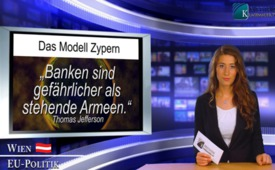 Das Modell Zypern
„Banken sind
gefährlicher als
stehende Armeen.“
Thomas Jefferson
WIEN
EU-POLITIK
K